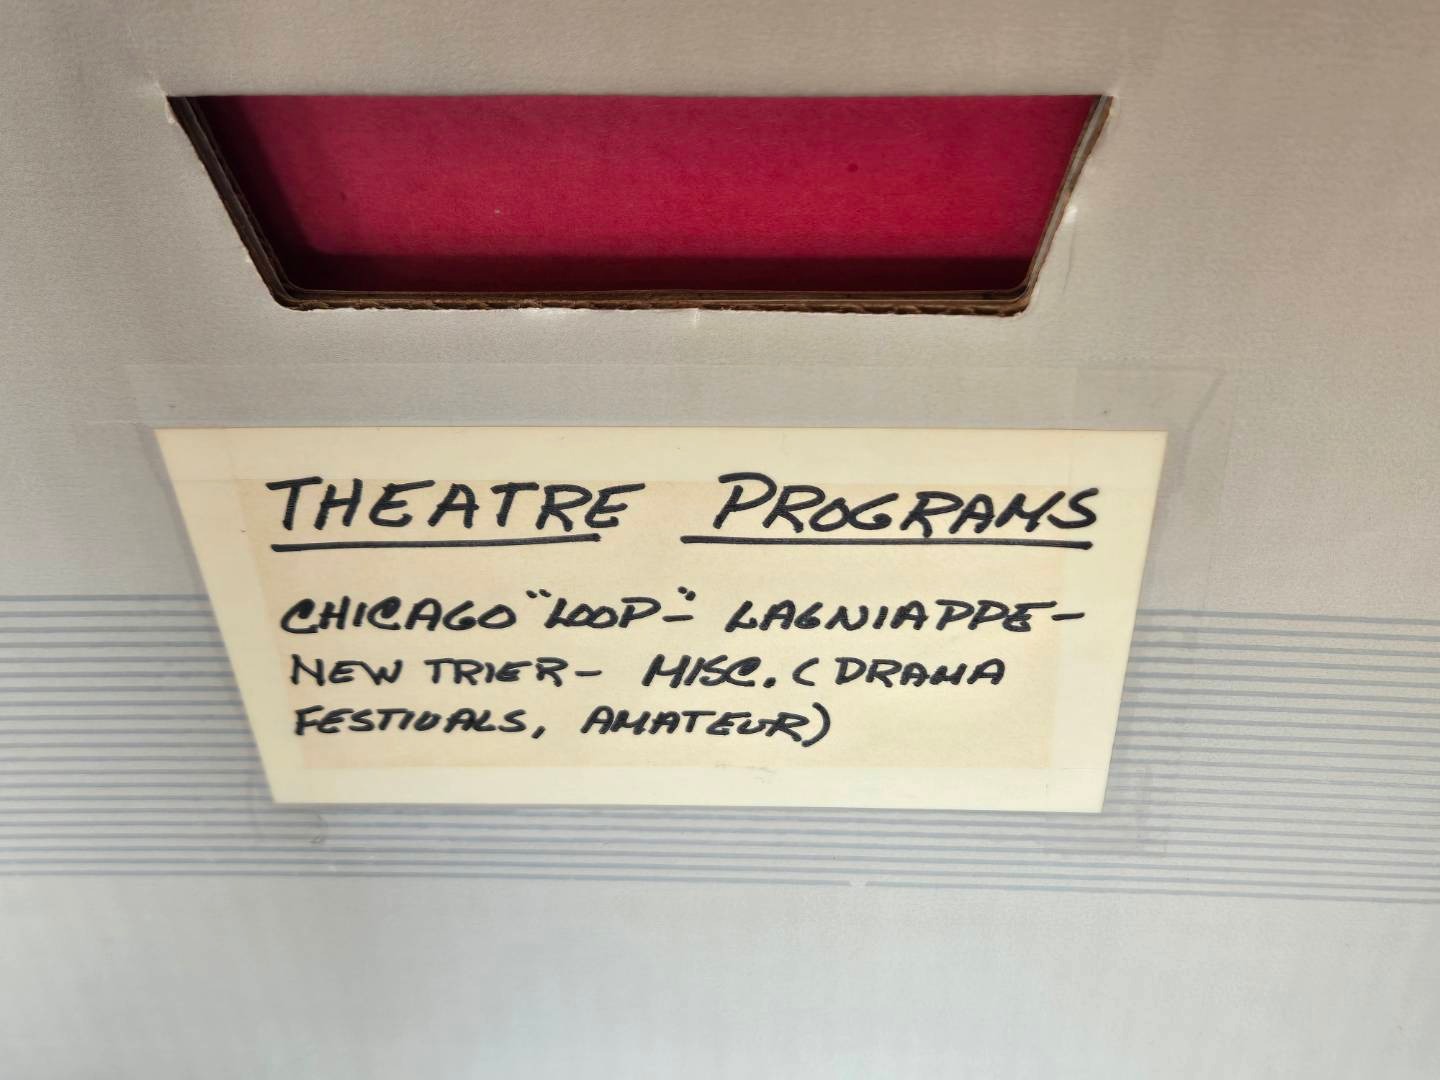 THEATRE PROGRAMS
CHICAGO "LOOP-" LAGNIAPPE-
NEW TRIER- MISC. (DRAMA
FESTIVALS, AMATEUR)